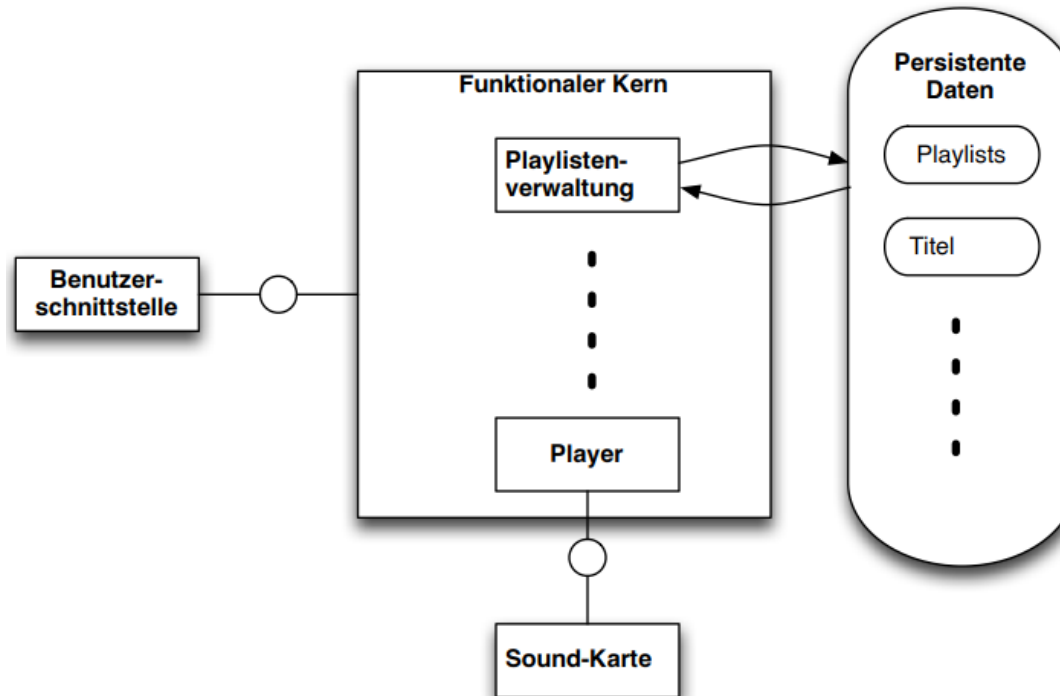 Funktionaler Kern
Persistente
Daten
Playlisten-
verwaltung
Playlists
Titel
Benutzer-
schnittstelle
Player
Sound-Karte